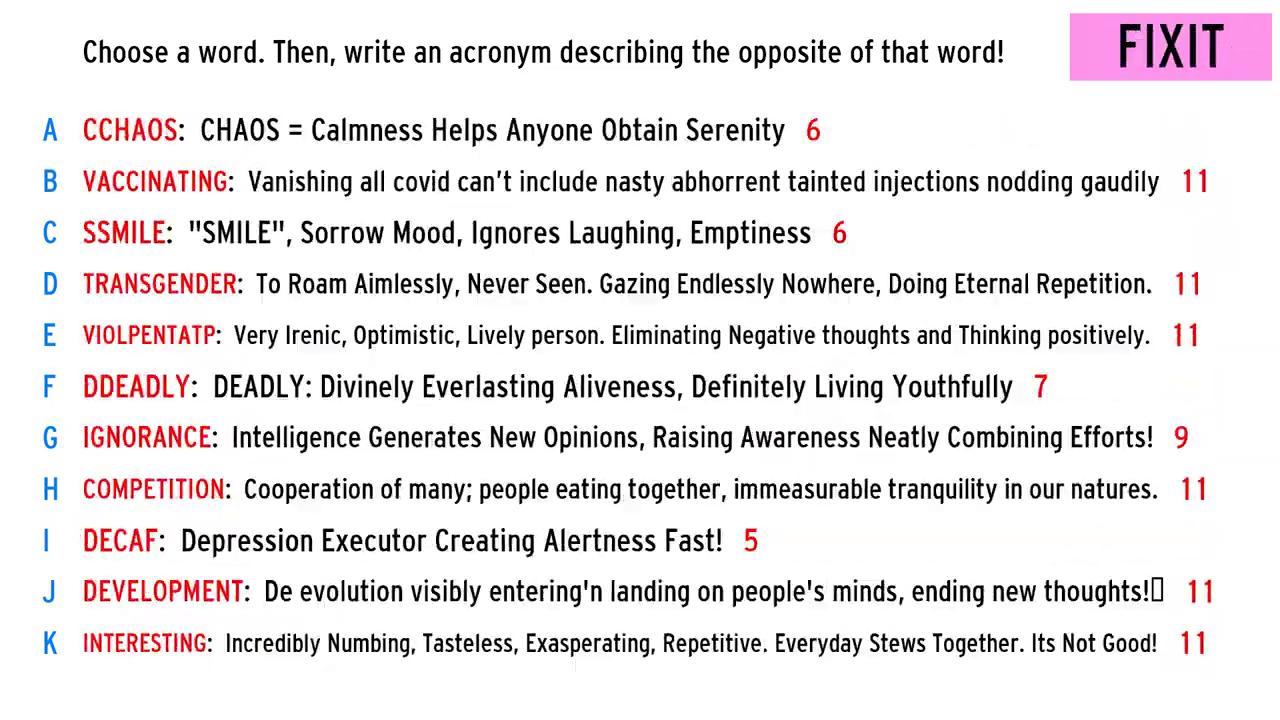 Choose a word. Then, write an acronym describing the opposite of that word!
FIXIT
A CCHAOS: CHAOS = Calmness Helps Anyone Obtain Serenity 6
B VACCINATING: Vanishing all covid can't include nasty abhorrent tainted injections nodding gaudily 11
C SSMILE: "SMILE", Sorrow Mood, Ignores Laughing, Emptiness 6
D TRANSGENDER: To Roam Aimlessly, Never Seen. Gazing Endlessly Nowhere, Doing Eternal Repetition. 11
E VIOLPENTATP: Very Irenic, Optimistic, Lively person. Eliminating Negative thoughts and Thinking positively. 11
F DDEADLY: DEADLY: Divinely Everlasting Aliveness, Definitely Living Youthfully 7
G IGNORANCE: Intelligence Generates New Opinions, Raising Awareness Neatly Combining Efforts! 9
H COMPETITION: Cooperation of many; people eating together, immeasurable tranquility in our natures. 11
I DECAF: Depression Executor Creating Alertness Fast! 5
J DEVELOPMENT: De evolution visibly entering'n landing on people's minds, ending new thoughts! 11
K INTERESTING: Incredibly Numbing, Tasteless, Exasperating, Repetitive. Everyday Stews Together. Its Not Good! 11